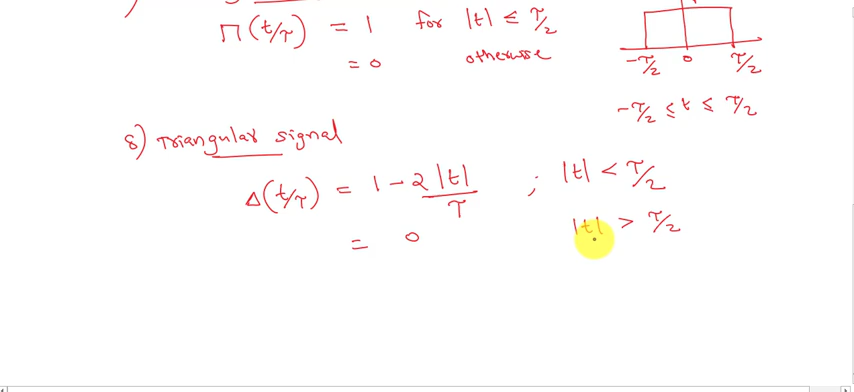 Π(t/τ) = 1 for |t| ≤ τ/2
= 0 otherwise
-τ/2 0 τ/2
-τ/2 ≤ t ≤ τ/2
8) Triangular signal
Δ(t/τ) = 1 - 2|t|/τ ; |t| < τ/2
= 0 |t| > τ/2